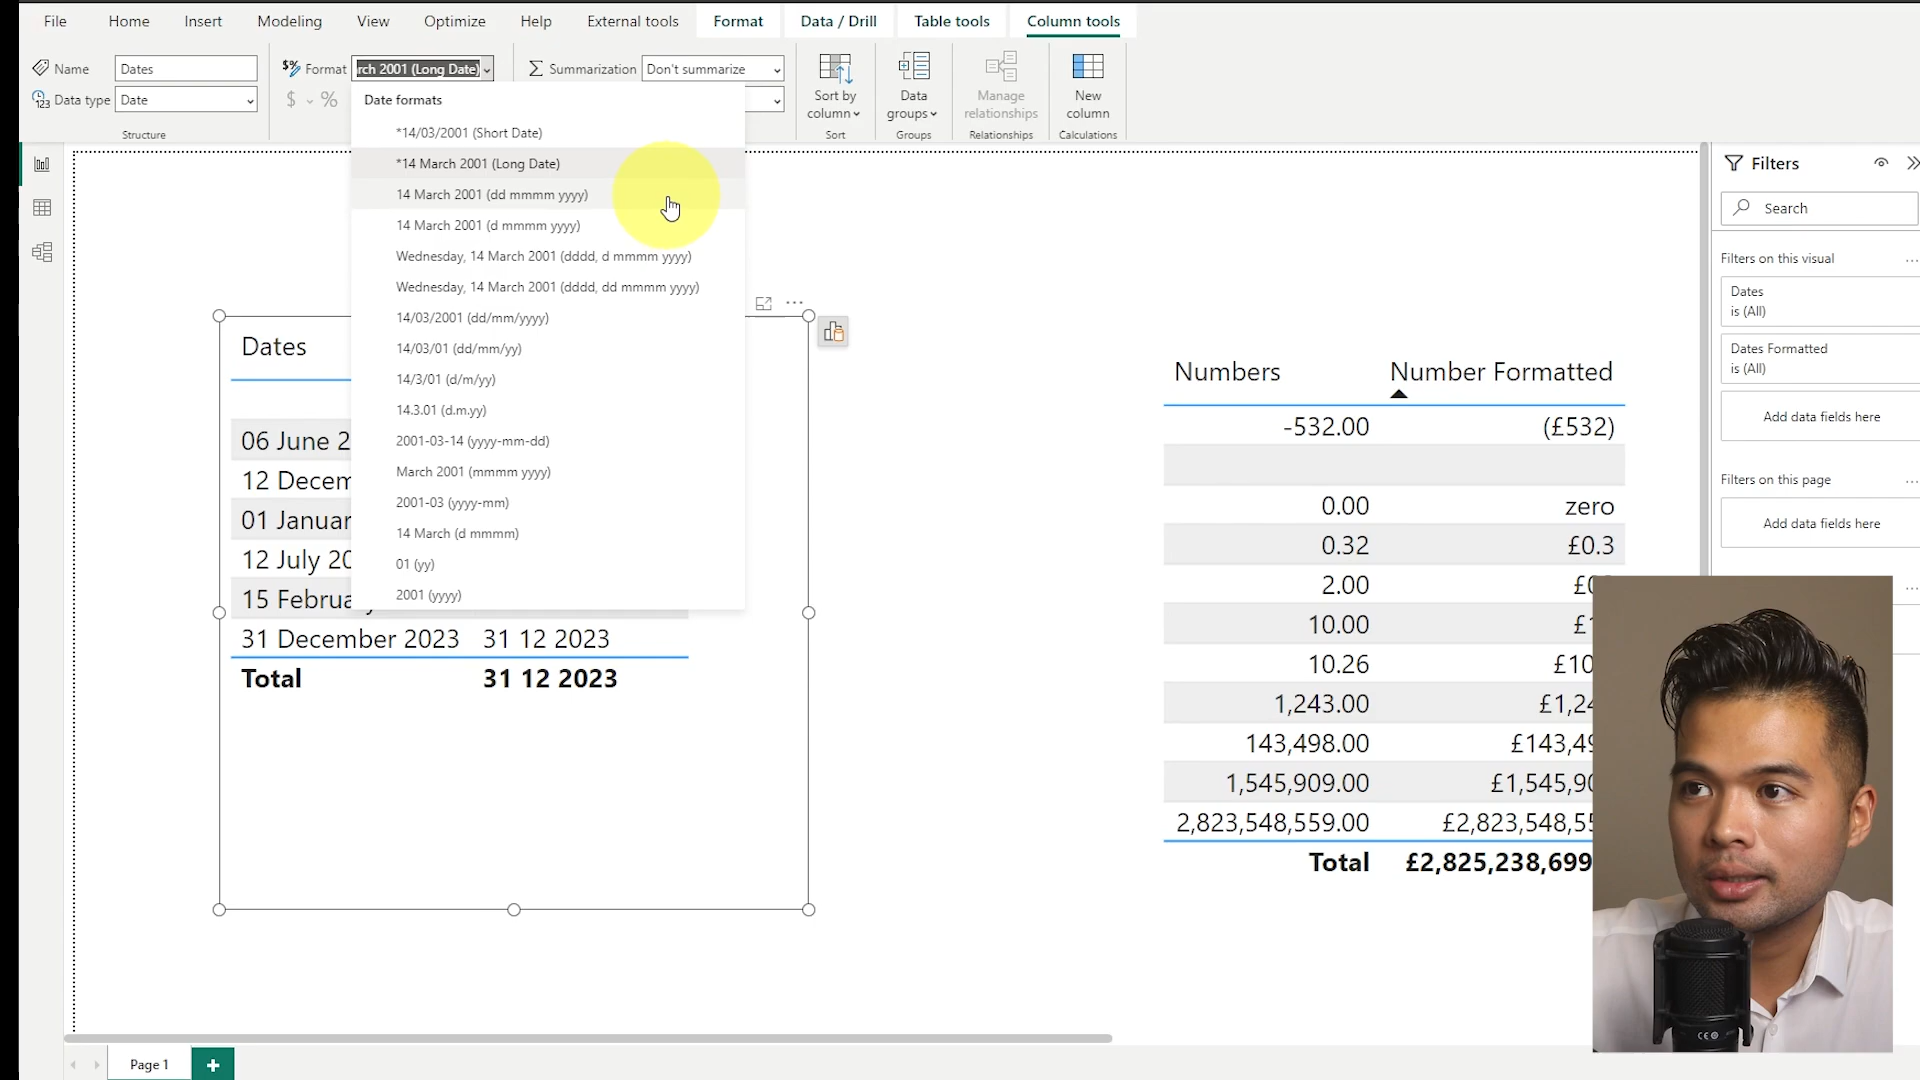 File Home Insert Modeling View Optimize Help External tools Format Data / Drill Table tools Column tools
Name Dates
Data type Date
Structure
Format rch 2001 (Long Date)
$ %
Summarization Don't summarize
Sort by column
Sort
Data groups
Groups
Manage relationships
Relationships
New column
Calculations
Date formats
*14/03/2001 (Short Date)
*14 March 2001 (Long Date)
14 March 2001 (dd mmmm yyyy)
14 March 2001 (d mmmm yyyy)
Wednesday, 14 March 2001 (dddd, d mmmm yyyy)
Wednesday, 14 March 2001 (dddd, dd mmmm yyyy)
14/03/2001 (dd/mm/yyyy)
14/03/01 (dd/mm/yy)
14/3/01 (d/m/yy)
14.3.01 (d.m.yy)
2001-03-14 (yyyy-mm-dd)
March 2001 (mmmm yyyy)
2001-03 (yyyy-mm)
14 March (d mmmm)
01 (yy)
2001 (yyyy)
Dates
06 June 2
12 Decem
01 Januar
12 July 20
15 Februa
31 December 2023 31 12 2023
Total 31 12 2023
Numbers Number Formatted
-532.00 (£532)
0.00 zero
0.32 £0.3
2.00 £
10.00 £1
10.26 £10
1,243.00 £1,24
143,498.00 £143,49
1,545,909.00 £1,545,90
2,823,548,559.00 £2,823,548,55
Total £2,825,238,699
Filters
Search
Filters on this visual
Dates
is (All)
Dates Formatted
is (All)
Add data fields here
Filters on this page
Add data fields here
Page 1